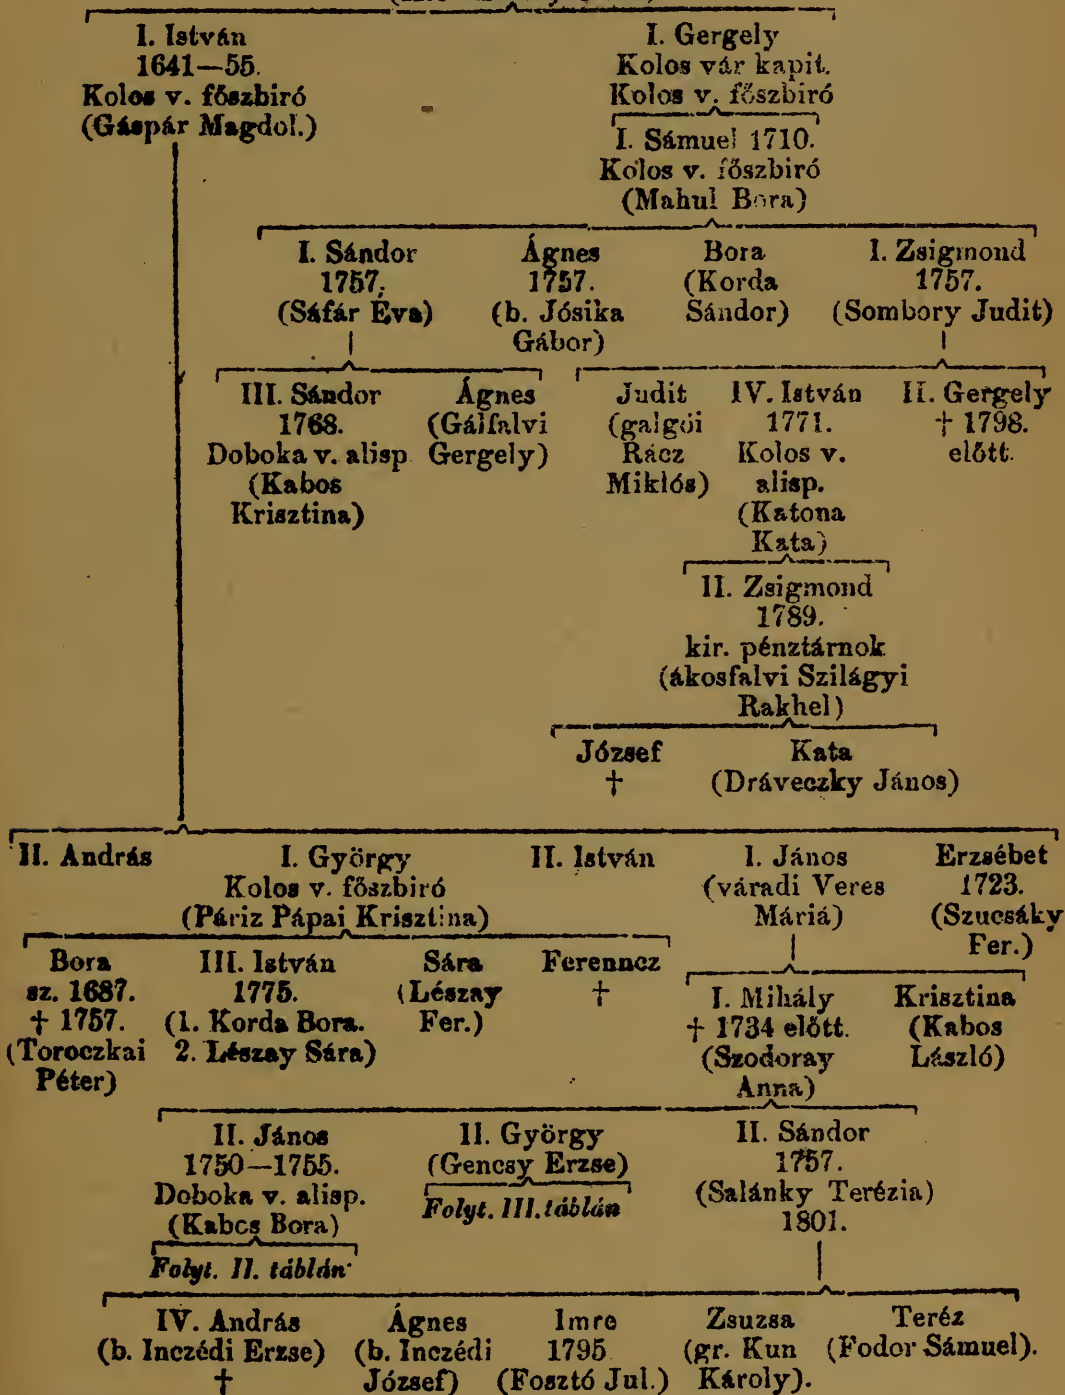 I. István I. Gergely
1641—55. Kolos vár kapit.
Kolos v. főszbiró Kolos v. főszbiró
(Gáspár Magdol.) I. Sámuel 1710.
Kolos v. főszbiró
(Mahul Bora)
I. Sándor Ágnes Bora I. Zsigmond
1757. 1757. (Korda 1757.
(Sáfár Éva) (b. Jósika Sándor) (Sombory Judit)
Gábor)
III. Sándor Ágnes Judit IV. István II. Gergely
1768. (Gálfalvi (galgói 1771. † 1798.
Doboka v. alisp Gergely) Rácz Kolos v. előtt.
(Kabos Miklós) alisp.
Krisztina) (Katona
Kata)
II. Zsigmond
1789.
kir. pénztárnok
(ákosfalvi Szilágyi
Rakhel)
József Kata
† (Dráveczky János)
II. András I. György II. István I. János Erzsébet
Kolos v. főszbiró (váradi Veres 1723.
(Páriz Pápai Krisztina) Máriá) (Szucsáky
Fer.)
Bora III. István Sára Ferencz
sz. 1687. 1775. (Lészay † I. Mihály Krisztina
† 1757. (1. Korda Bora. Fer.) † 1734 előtt. (Kabos
(Toroczkai 2. Lészay Sára) (Szodoray László)
Péter) Anna)
II. János II. György II. Sándor
1750—1755. (Gencsy Erzse) 1757.
Doboka v. alisp. Folyt. III. táblán (Salánky Terézia)
(Kabcs Bora) 1801.
Folyt. II. táblán
IV. András Ágnes Imre Zsuzsa Teréz
(b. Inczédi Erzse) (b. Inczédi 1795 (gr. Kun (Fodor Sámuel).
† József) (Fosztó Jul.) Károly).